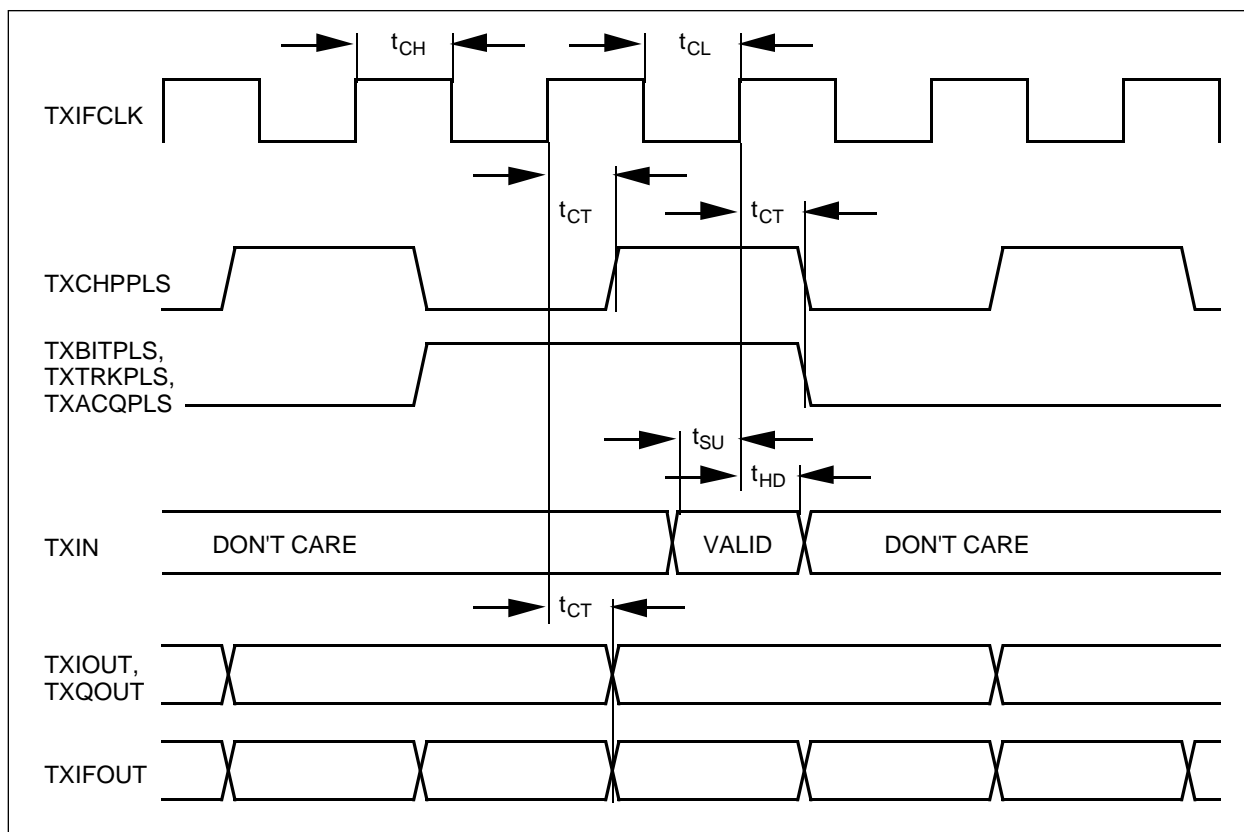 tCH
tCL
TXIFCLK
tCT
tCT
TXCHPPLS
TXBITPLS,
TXTRKPLS,
TXACQPLS
tSU
tHD
TXIN
DON'T CARE
VALID
DON'T CARE
tCT
TXIOUT,
TXQOUT
TXIFOUT